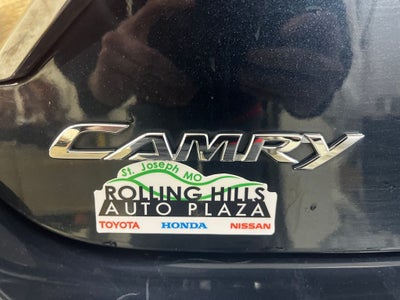 CAMRY
St. Joseph MO
ROLLING HILLS
AUTO PLAZA
TOYOTA HONDA NISSAN